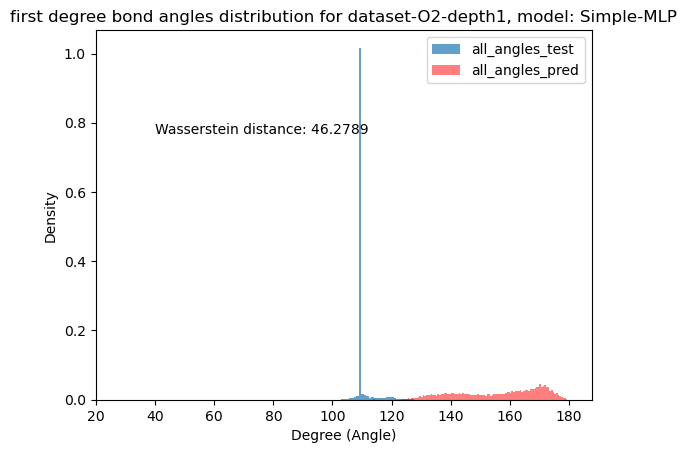 first degree bond angles distribution for dataset-O2-depth1, model: Simple-MLP
all_angles_test
all_angles_pred
Wasserstein distance: 46.2789
Density
1.0
0.8
0.6
0.4
0.2
0.0
20 40 60 80 100 120 140 160 180
Degree (Angle)